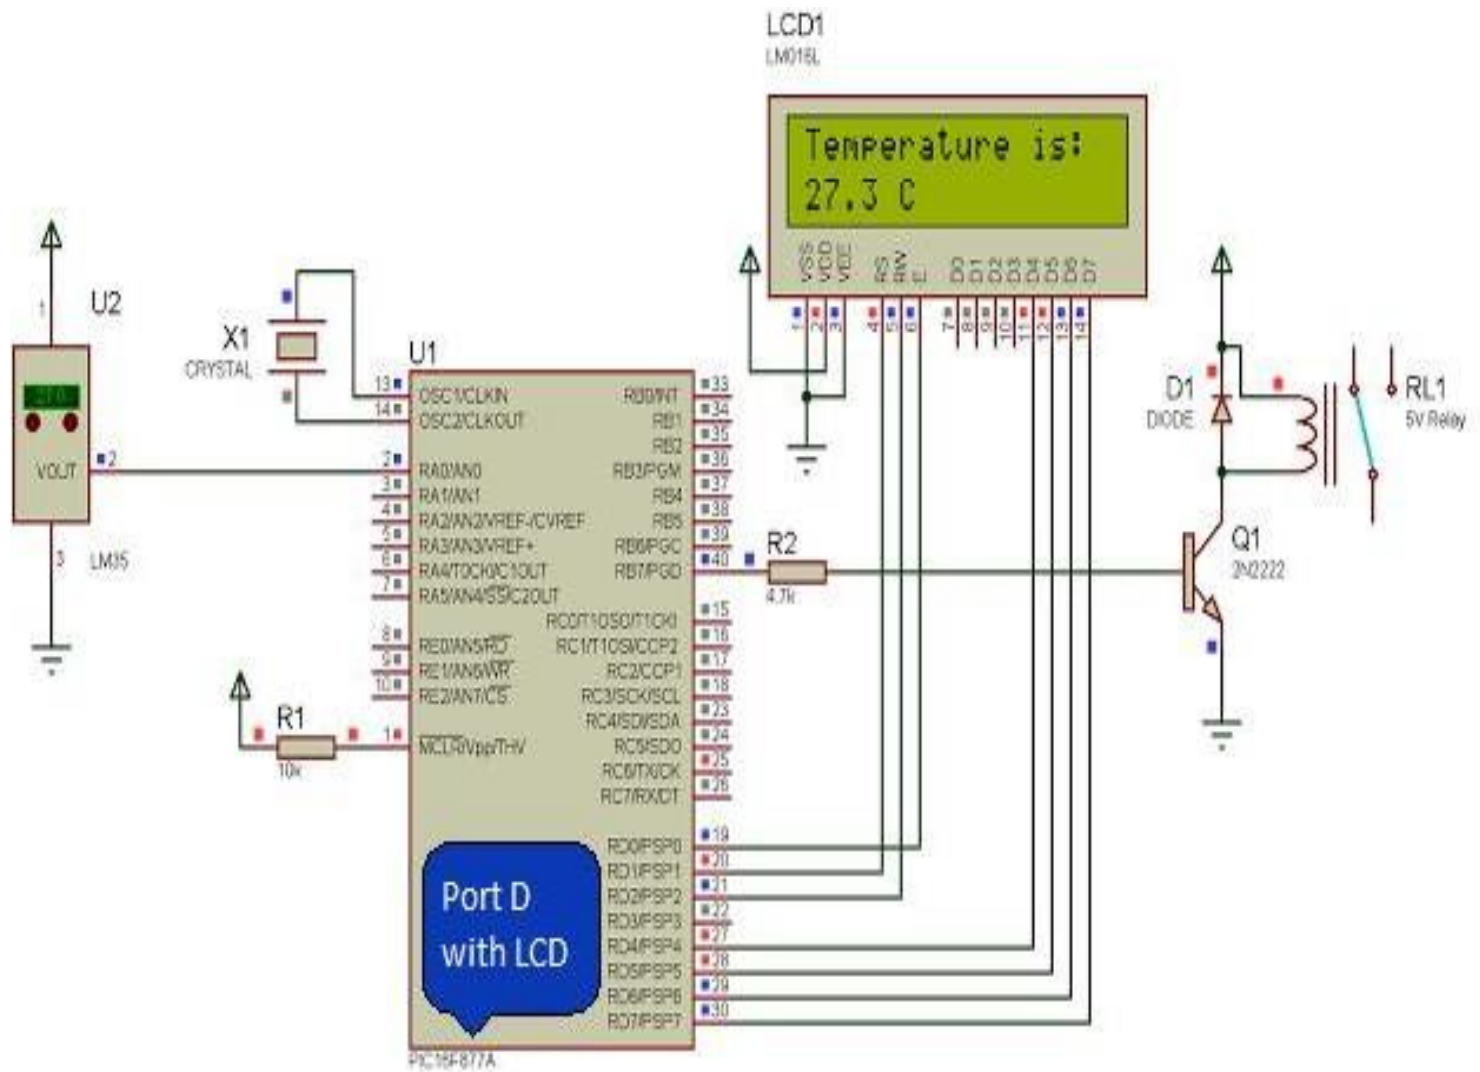 LCD1
LM016L
Temperature is:
27.3 C
VSS
VDD
VEE
RS
RW
E
D0
D1
D2
D3
D4
D5
D6
D7
1
2
3
4
5
6
7
8
9
10
11
12
13
14
U2
1
VOUT
2
3
LM35
X1
CRYSTAL
U1
13
OSC1/CLKIN
14
OSC2/CLKOUT
2
RA0/AN0
3
RA1/AN1
4
RA2/AN2/VREF-/CVREF
5
RA3/AN3/VREF+
6
RA4/T0CKI/C1OUT
7
RA5/AN4/SS/C2OUT
8
RE0/AN5/RD
9
RE1/AN6/WR
10
RE2/AN7/CS
1
MCLR/Vpp/THV
R1
10k
RB0/INT
33
RB1
34
RB2
35
RB3/PGM
36
RB4
37
RB5
38
RB6/PGC
39
RB7/PGD
40
RC0/T1OSO/T1CKI
15
RC1/T1OSI/CCP2
16
RC2/CCP1
17
RC3/SCK/SCL
18
RC4/SDI/SDA
23
RC5/SDO
24
RC6/TX/CK
25
RC7/RX/DT
26
RD0/PSP0
19
RD1/PSP1
20
RD2/PSP2
21
RD3/PSP3
22
RD4/PSP4
27
RD5/PSP5
28
RD6/PSP6
29
RD7/PSP7
30
Port D
with LCD
PIC16F877A
R2
4.7k
D1
DIODE
RL1
5V Relay
Q1
2N2222